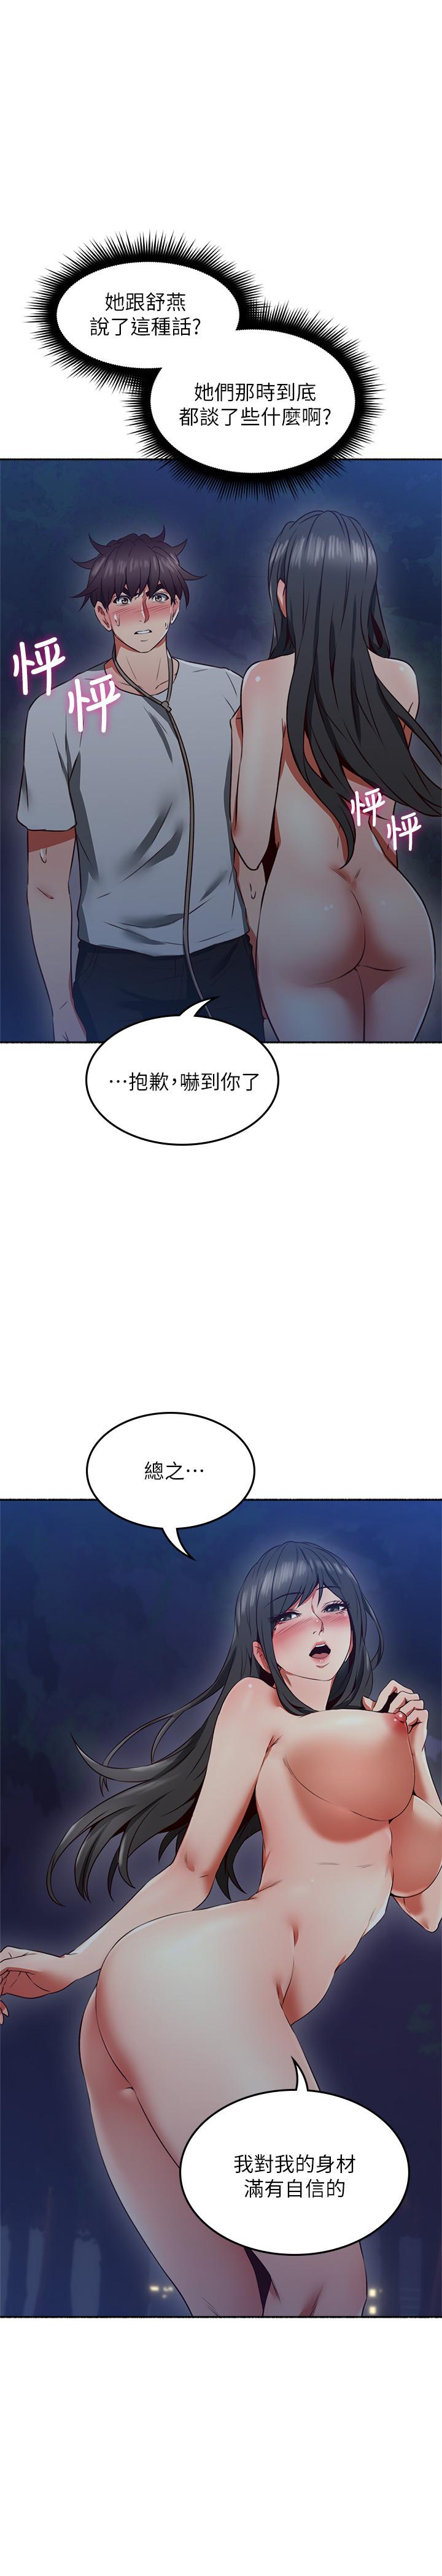 她跟舒燕
說了這種話?
她們那時到底
都談了些什麼啊?
怦
怦
怦
怦
…抱歉,嚇到你了
總之…
我對我的身材
滿有自信的